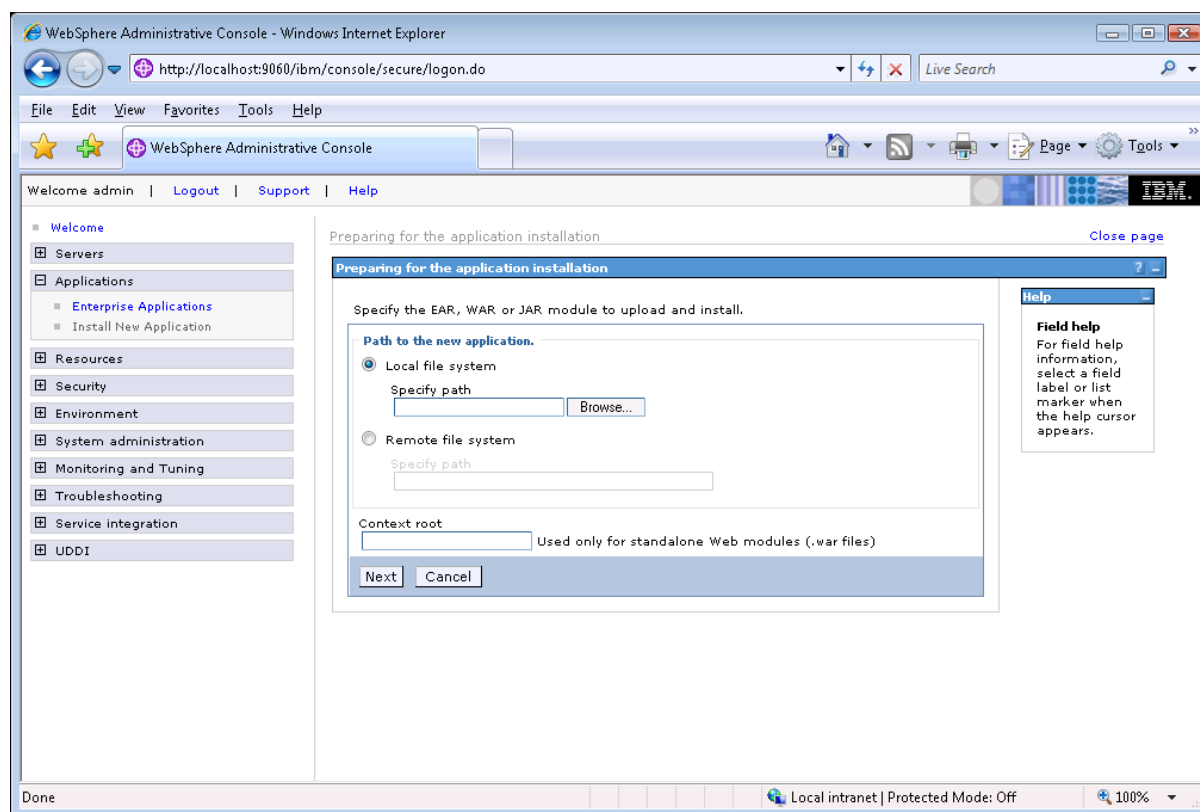 WebSphere Administrative Console - Windows Internet Explorer
http://localhost:9060/ibm/console/secure/logon.do
Live Search
File Edit View Favorites Tools Help
WebSphere Administrative Console
Page Tools
Welcome admin | Logout | Support | Help
IBM.
Welcome
Servers
Applications
Enterprise Applications
Install New Application
Resources
Security
Environment
System administration
Monitoring and Tuning
Troubleshooting
Service integration
UDDI
Preparing for the application installation
Close page
Preparing for the application installation
? –
Specify the EAR, WAR or JAR module to upload and install.
Path to the new application.
Local file system
Specify path
Browse...
Remote file system
Specify path
Context root
Used only for standalone Web modules (.war files)
Next Cancel
Help –
Field help
For field help
information,
select a field
label or list
marker when
the help cursor
appears.
Done
Local intranet | Protected Mode: Off
100%